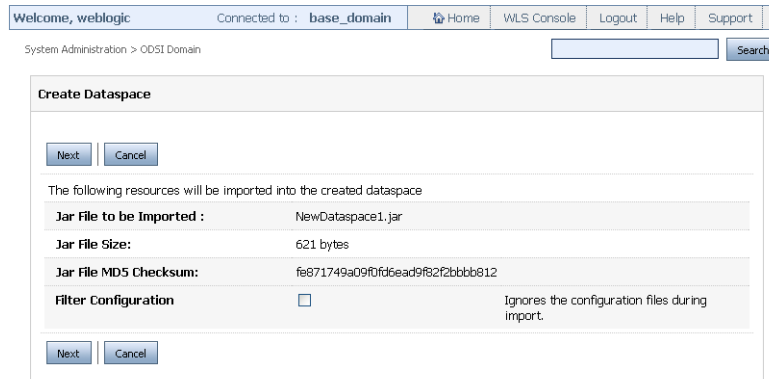 Welcome, weblogic Connected to : base_domain Home WLS Console Logout Help Support
System Administration > ODSI Domain Search
Create Dataspace
Next Cancel
The following resources will be imported into the created dataspace
Jar File to be Imported : NewDataspace1.jar
Jar File Size: 621 bytes
Jar File MD5 Checksum: fe871749a09f0fd6ead9f82f2bbbb812
Filter Configuration Ignores the configuration files during
import.
Next Cancel